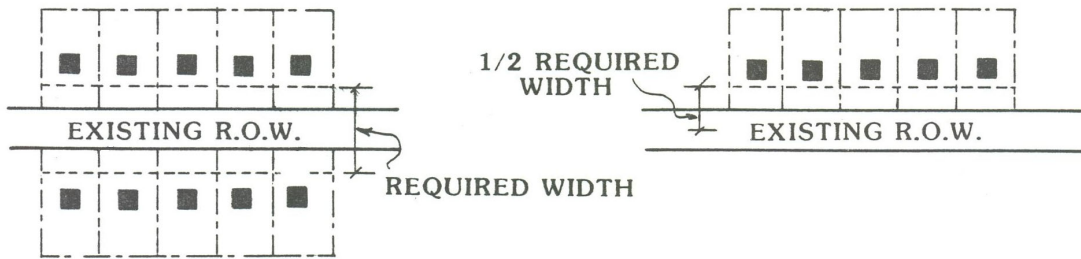 EXISTING R.O.W.
REQUIRED WIDTH
1/2 REQUIRED
WIDTH
EXISTING R.O.W.